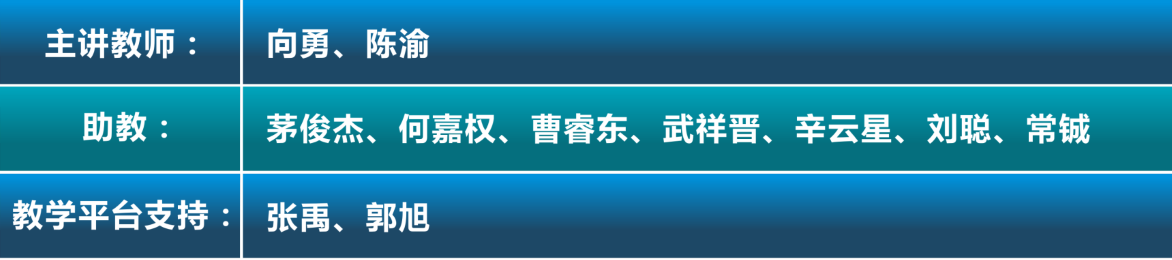 主讲教师： 向勇、陈渝
助教： 茅俊杰、何嘉权、曹睿东、武祥晋、辛云星、刘聪、常铖
教学平台支持： 张禹、郭旭